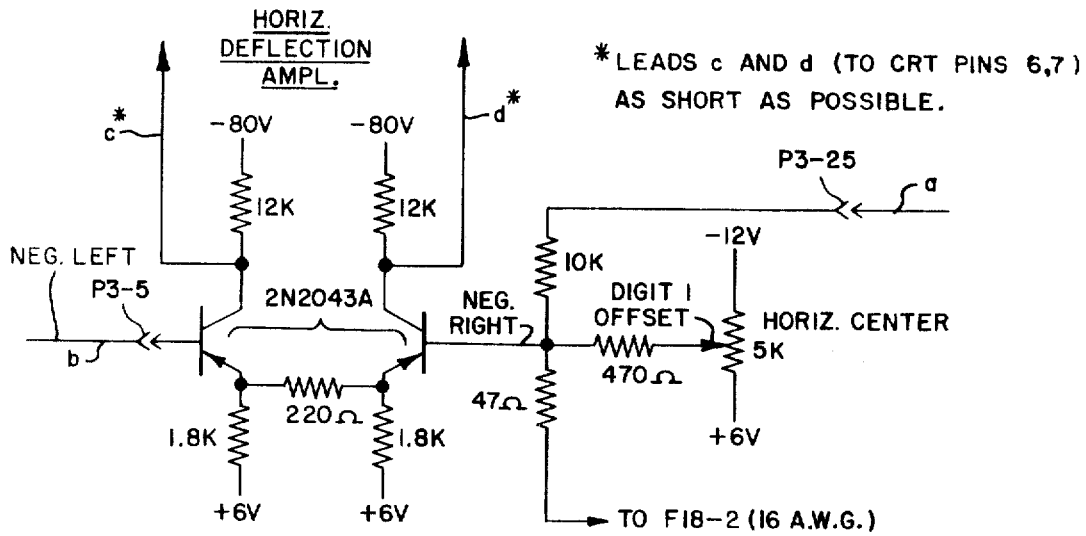 HORIZ.
DEFLECTION
AMPL.
* LEADS c AND d (TO CRT PINS 6,7)
AS SHORT AS POSSIBLE.
c*
d*
-80V
-80V
P3-25
a
12K
12K
-12V
NEG. LEFT
P3-5
2N2043A
10K
NEG.
RIGHT
DIGIT 1
OFFSET
HORIZ. CENTER
5K
b
220Ω
47Ω
470Ω
1.8K
1.8K
+6V
+6V
+6V
TO F18-2 (16 A.W.G.)